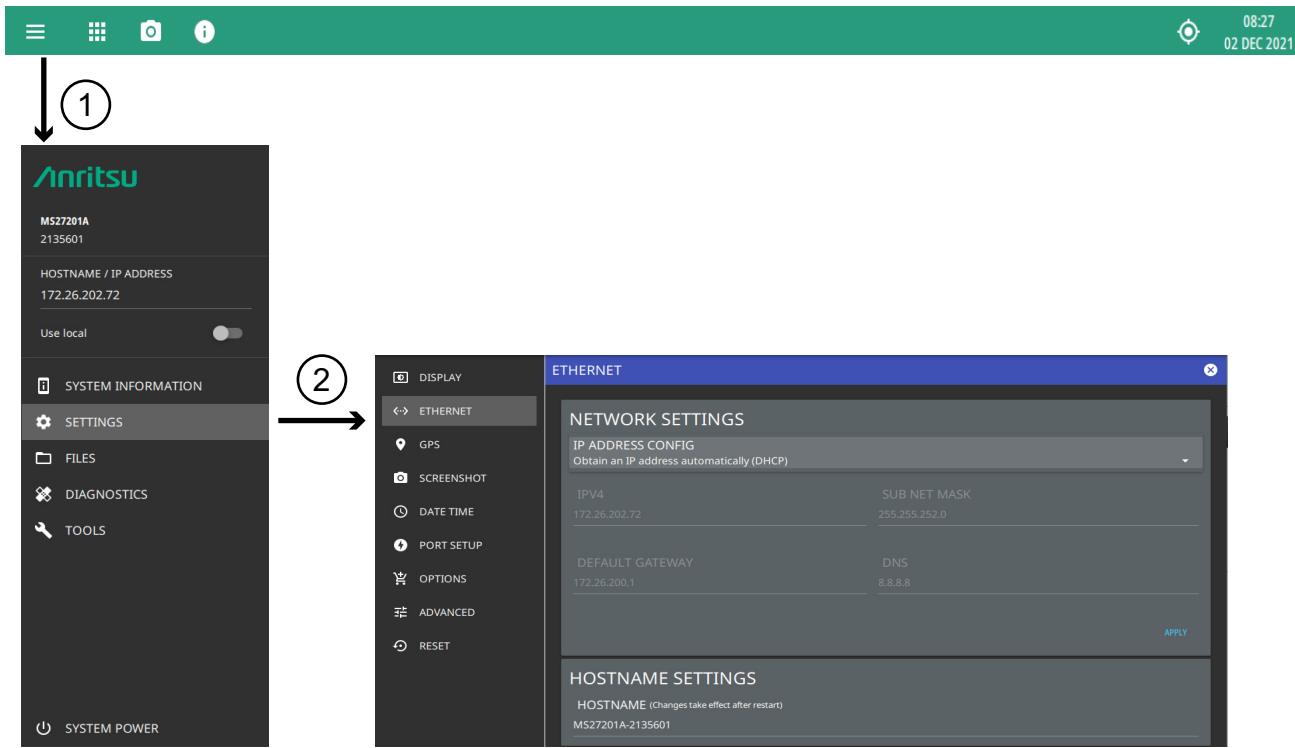 08:27
02 DEC 2021
1
Anritsu
MS27201A
2135601
HOSTNAME / IP ADDRESS
172.26.202.72
Use local
SYSTEM INFORMATION
SETTINGS
FILES
DIAGNOSTICS
TOOLS
SYSTEM POWER
2
DISPLAY
ETHERNET
GPS
SCREENSHOT
DATE TIME
PORT SETUP
OPTIONS
ADVANCED
RESET
ETHERNET
NETWORK SETTINGS
IP ADDRESS CONFIG
Obtain an IP address automatically (DHCP)
IPV4
172.26.202.72
SUB NET MASK
255.255.252.0
DEFAULT GATEWAY
172.26.200.1
DNS
8.8.8.8
APPLY
HOSTNAME SETTINGS
HOSTNAME (Changes take effect after restart)
MS27201A-2135601